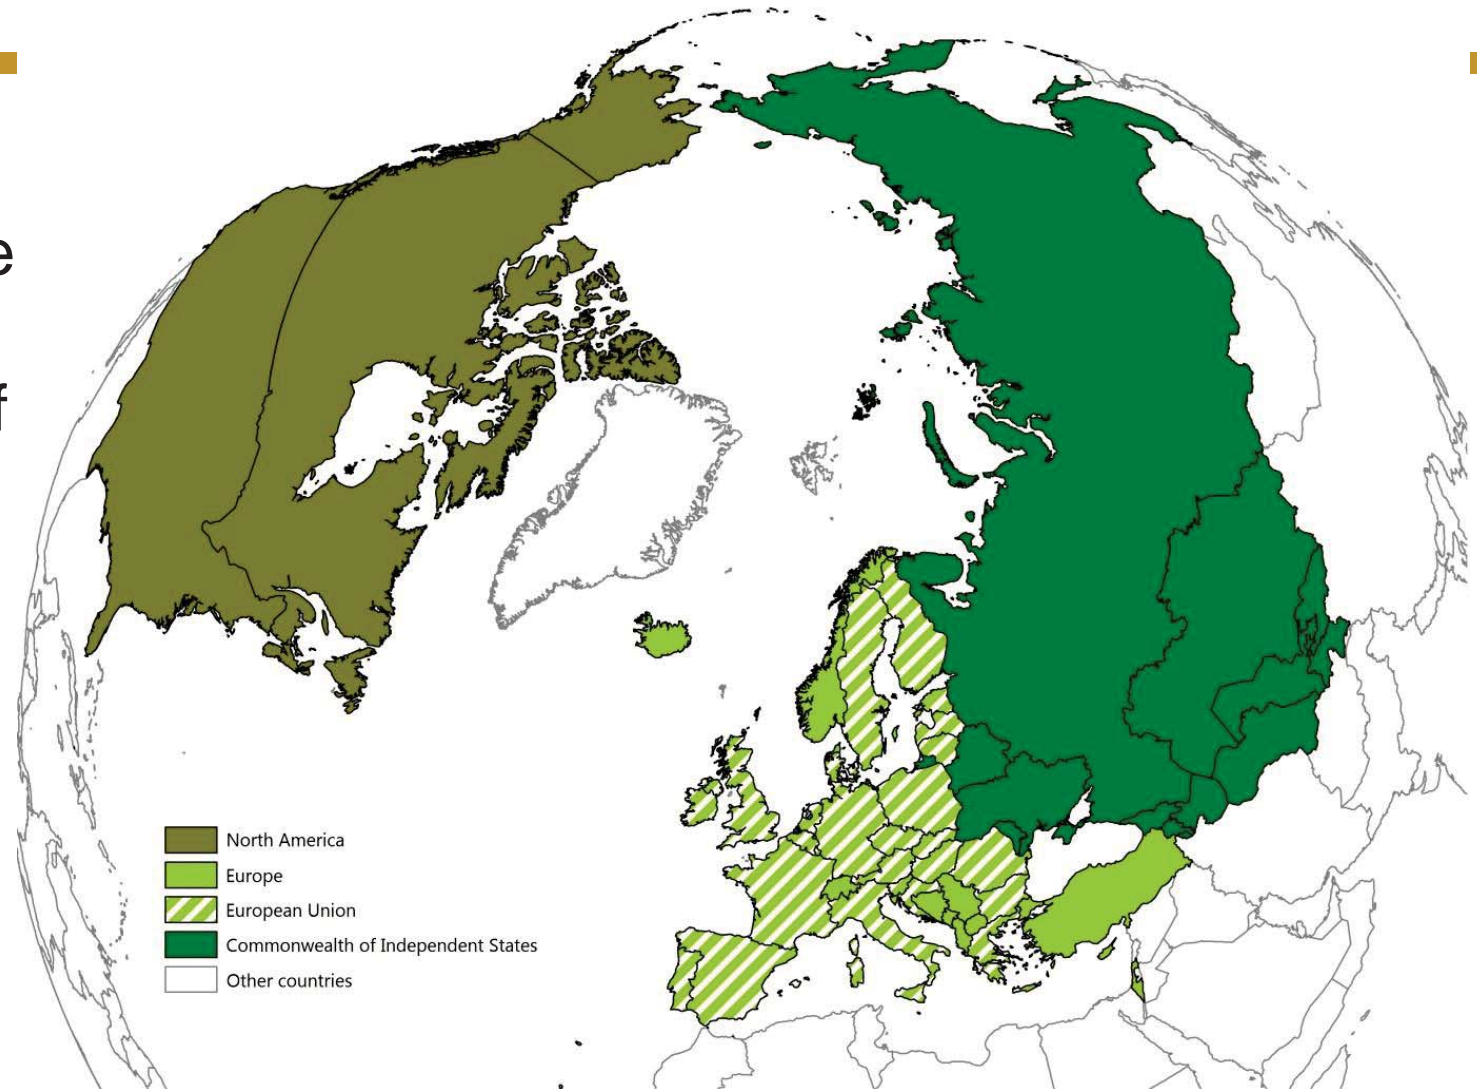 e
f
North America
Europe
European Union
Commonwealth of Independent States
Other countries